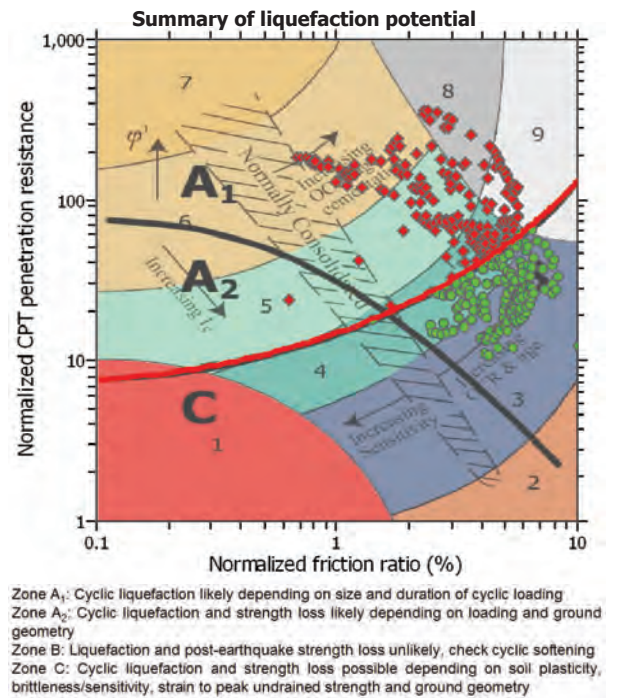 Summary of liquefaction potential
1,000
7
8
9
φ'
Increasing
cementation
Normally Consolidated
A1
100
6
A2
Increasing Ic
5
10
4
Increasing
3
C
1
Increasing
Sensitivity
2
1
0.1
1
10
Normalized CPT penetration resistance
Normalized friction ratio (%)
Zone A1: Cyclic liquefaction likely depending on size and duration of cyclic loading
Zone A2: Cyclic liquefaction and strength loss likely depending on loading and ground
geometry
Zone B: Liquefaction and post-earthquake strength loss unlikely, check cyclic softening
Zone C: Cyclic liquefaction and strength loss possible depending on soil plasticity,
brittleness/sensitivity, strain to peak undrained strength and ground geometry